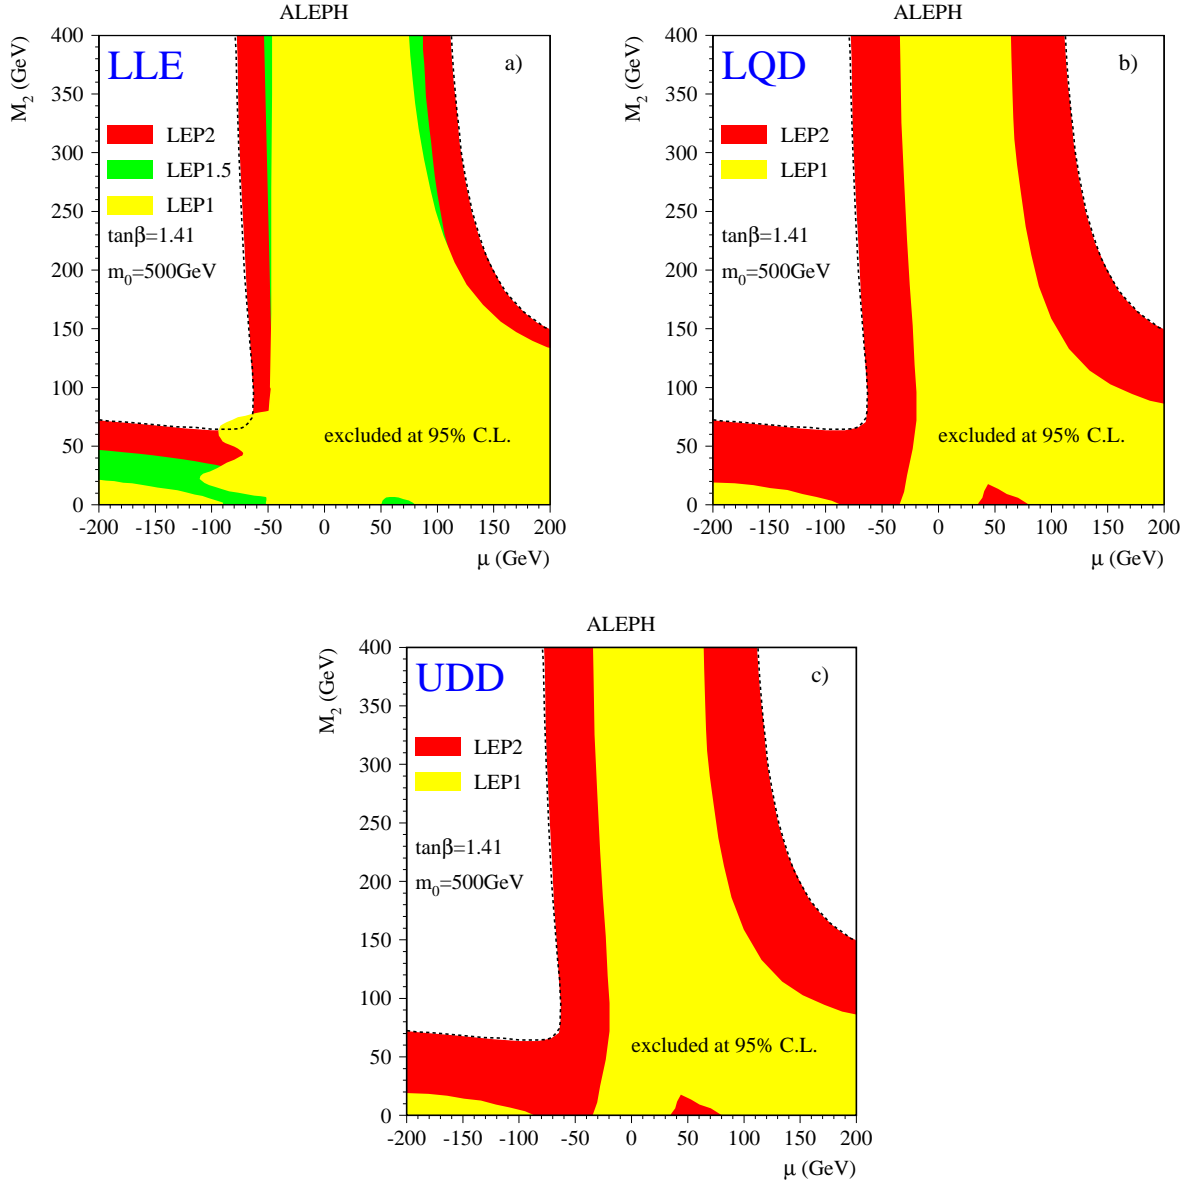 ALEPH
M2 (GeV)
400
350
300
250
200
150
100
50
0
LLE
a)
LEP2
LEP1.5
LEP1
tanβ=1.41
m0=500GeV
excluded at 95% C.L.
-200 -150 -100 -50 0 50 100 150 200
μ (GeV)
ALEPH
M2 (GeV)
400
350
300
250
200
150
100
50
0
LQD
b)
LEP2
LEP1
tanβ=1.41
m0=500GeV
excluded at 95% C.L.
-200 -150 -100 -50 0 50 100 150 200
μ (GeV)
ALEPH
M2 (GeV)
400
350
300
250
200
150
100
50
0
UDD
c)
LEP2
LEP1
tanβ=1.41
m0=500GeV
excluded at 95% C.L.
-200 -150 -100 -50 0 50 100 150 200
μ (GeV)